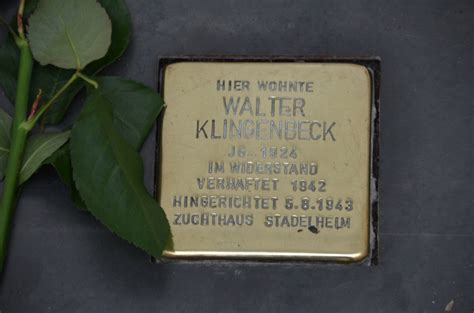 HIER WOHNTE
WALTER
KLINGENBECK
JG. 1924
IM WIDERSTAND
VERHAFTET 1942
HINGERICHTET 5.8.1943
ZUCHTHAUS STADELHEIM